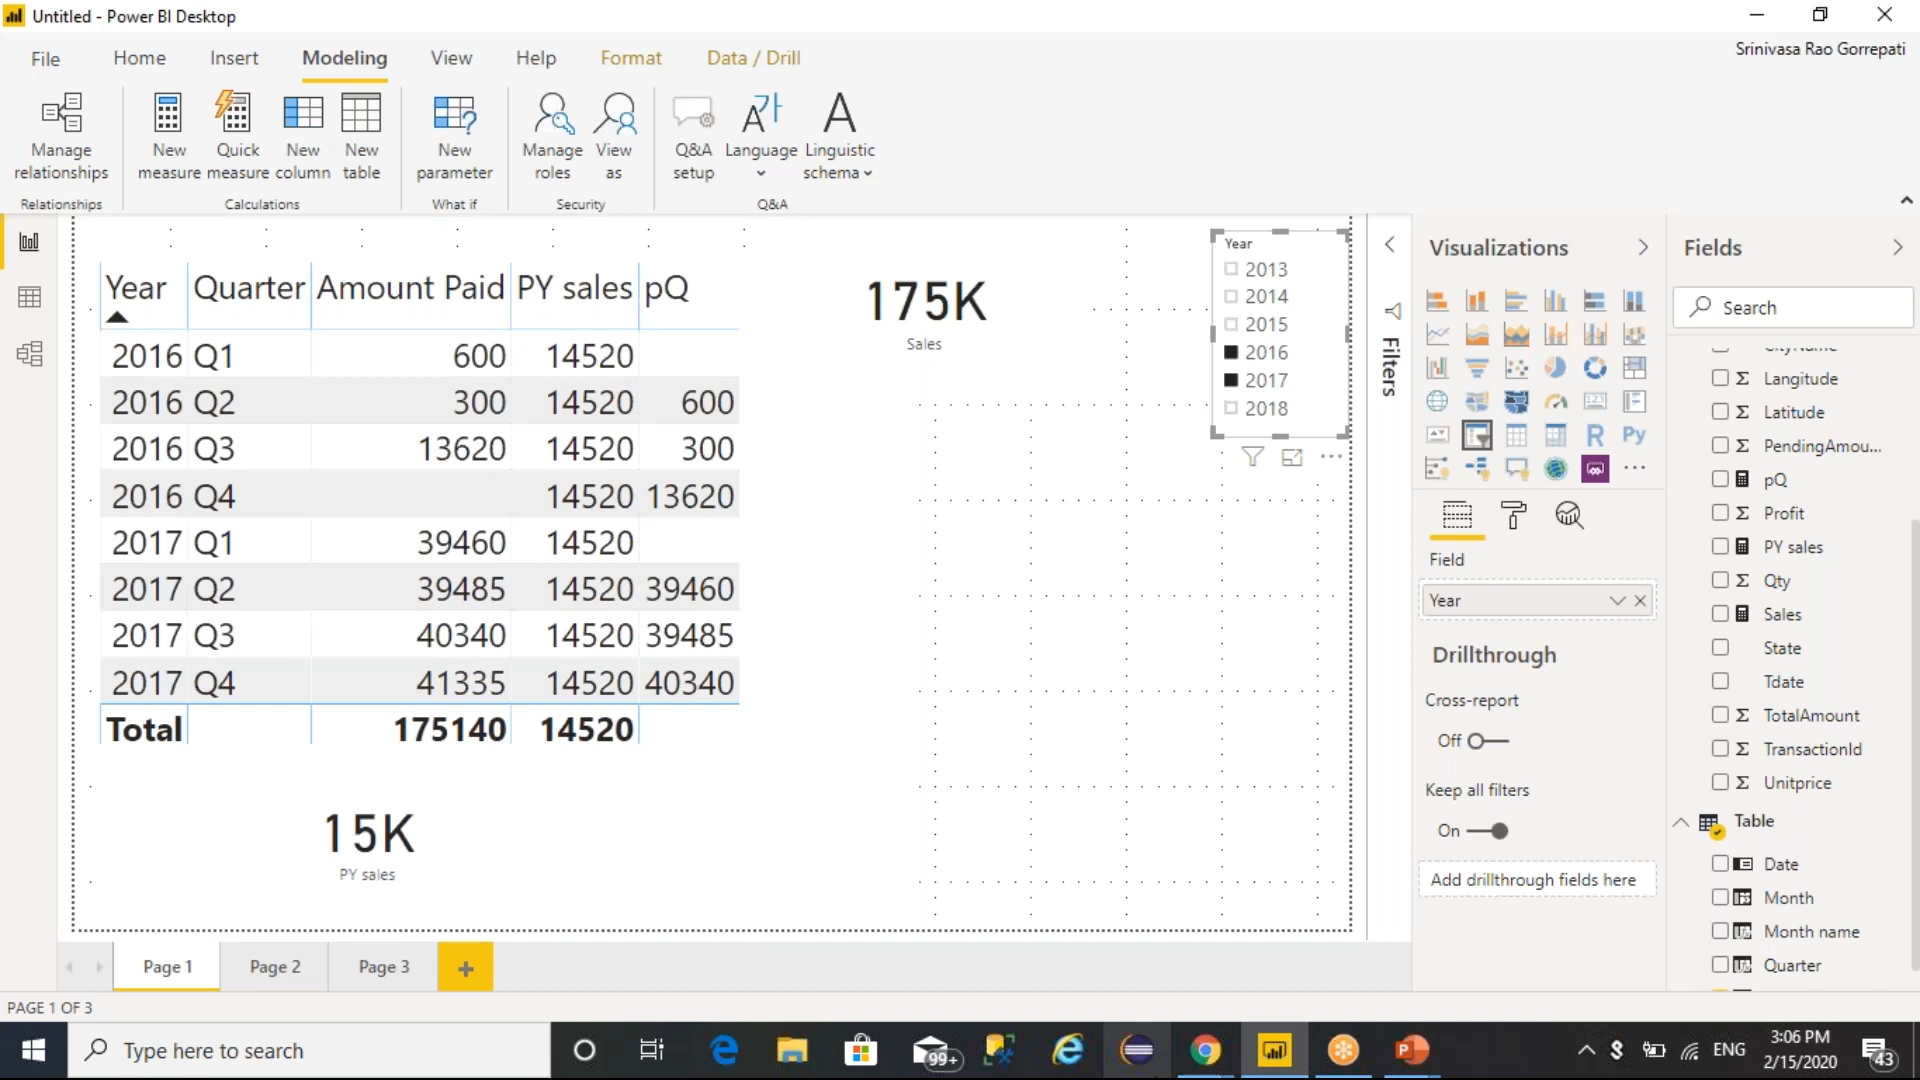 Untitled - Power BI Desktop
Srinivasa Rao Gorrepati
File Home Insert Modeling View Help Format Data / Drill
Manage relationships
New measure
Quick measure
New column
New table
New parameter
Manage roles
View as
Q&A setup
Language
Linguistic schema
Relationships Calculations What if Security Q&A
Year Quarter Amount Paid PY sales pQ
2016 Q1 600 14520
2016 Q2 300 14520 600
2016 Q3 13620 14520 300
2016 Q4 14520 13620
2017 Q1 39460 14520
2017 Q2 39485 14520 39460
2017 Q3 40340 14520 39485
2017 Q4 41335 14520 40340
Total 175140 14520
15K
PY sales
175K
Sales
Year
2013
2014
2015
2016
2017
2018
Filters
Visualizations
R Py
123
Field
Year
Drillthrough
Cross-report
Off
Keep all filters
On
Add drillthrough fields here
Fields
Search
CityName
Langitude
Latitude
PendingAmou...
pQ
Profit
PY sales
Qty
Sales
State
Tdate
TotalAmount
TransactionId
Unitprice
Table
Date
Month
Month name
Quarter
Page 1 Page 2 Page 3
PAGE 1 OF 3
Type here to search
99+
ENG
3:06 PM
2/15/2020
43